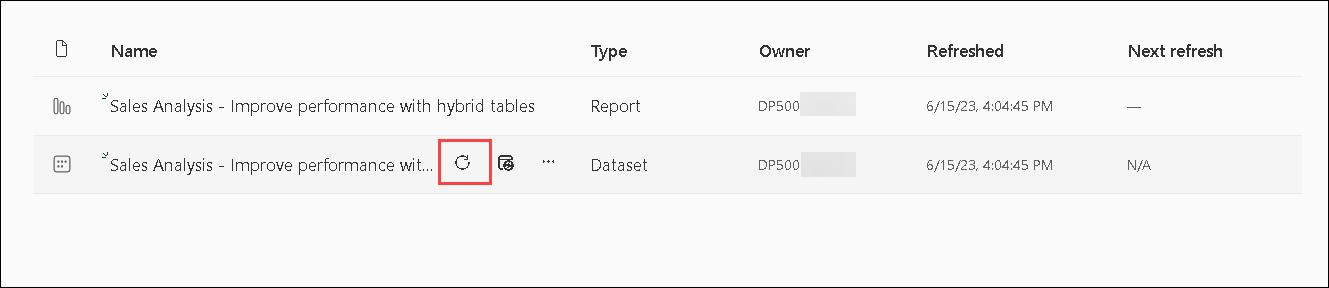 Name Type Owner Refreshed Next refresh
Sales Analysis - Improve performance with hybrid tables Report DP500 6/15/23, 4:04:45 PM —
Sales Analysis - Improve performance wit... ... Dataset DP500 6/15/23, 4:04:45 PM N/A